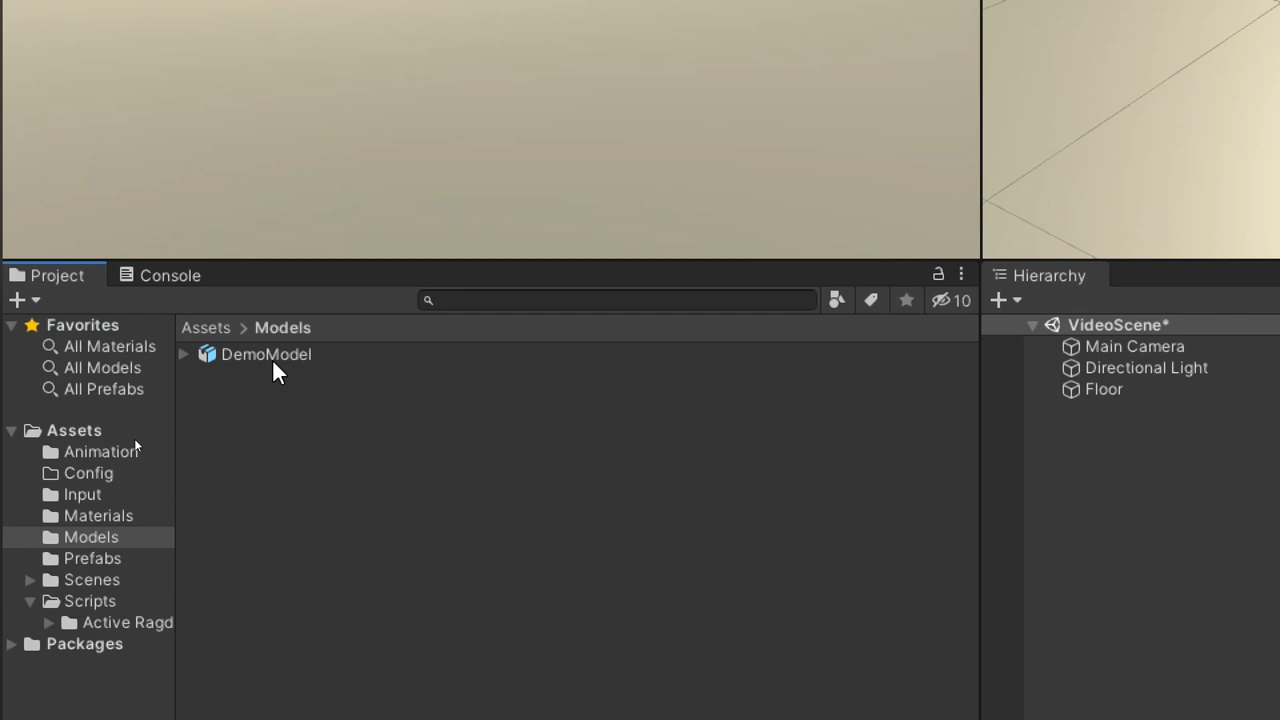 Project
Console
10
Favorites
All Materials
All Models
All Prefabs
Assets
Animation
Config
Input
Materials
Models
Prefabs
Scenes
Scripts
Active Ragd
Packages
Assets > Models
DemoModel
Hierarchy
VideoScene*
Main Camera
Directional Light
Floor